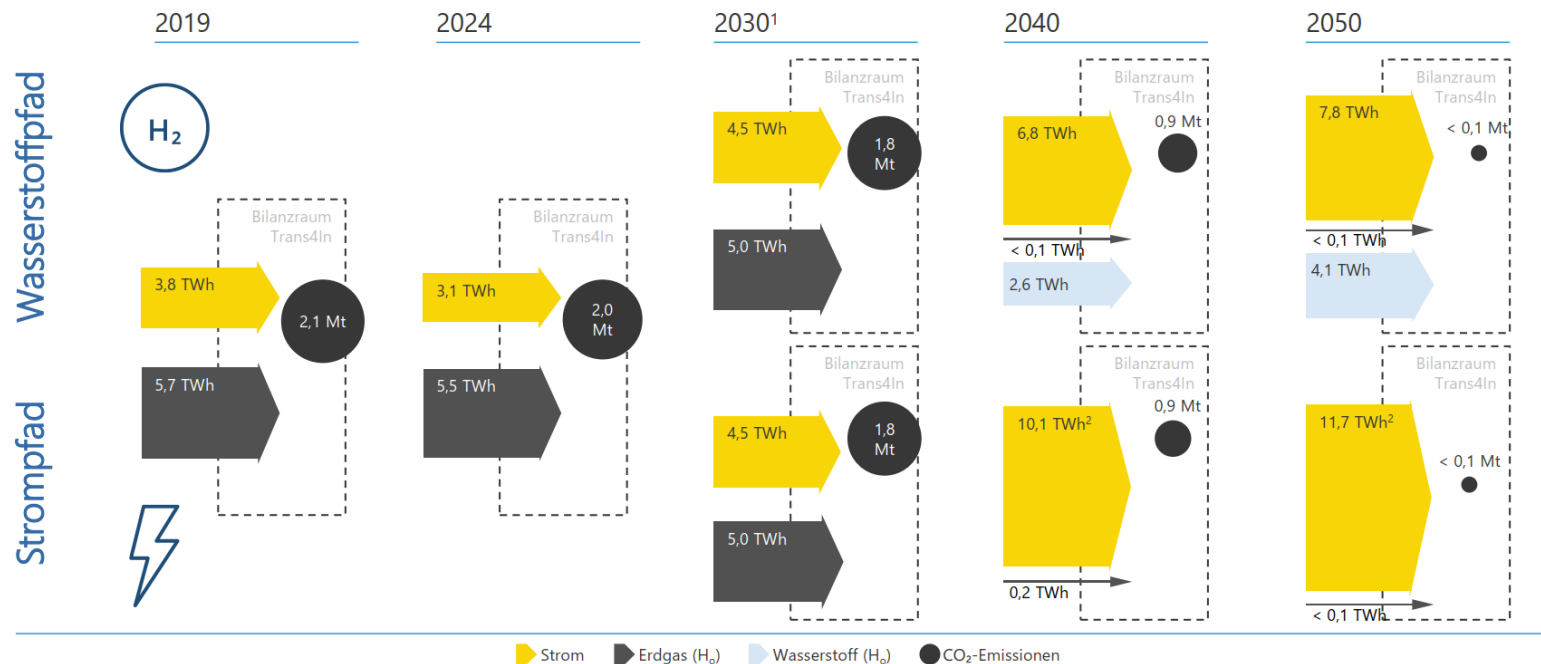 2019
2024
2030¹
2040
2050
Wasserstoffpfad
H₂
Bilanzraum
Trans4In
3,8 TWh
2,1 Mt
5,7 TWh
Bilanzraum
Trans4In
3,1 TWh
2,0
Mt
5,5 TWh
Bilanzraum
Trans4In
4,5 TWh
1,8
Mt
5,0 TWh
Bilanzraum
Trans4In
0,9 Mt
6,8 TWh
< 0,1 TWh
2,6 TWh
Bilanzraum
Trans4In
7,8 TWh
< 0,1 Mt
< 0,1 TWh
4,1 TWh
Strompfad
Bilanzraum
Trans4In
4,5 TWh
1,8
Mt
5,0 TWh
Bilanzraum
Trans4In
0,9 Mt
10,1 TWh²
0,2 TWh
Bilanzraum
Trans4In
11,7 TWh²
< 0,1 Mt
< 0,1 TWh
Strom
Erdgas (Hₒ)
Wasserstoff (Hₒ)
CO₂-Emissionen